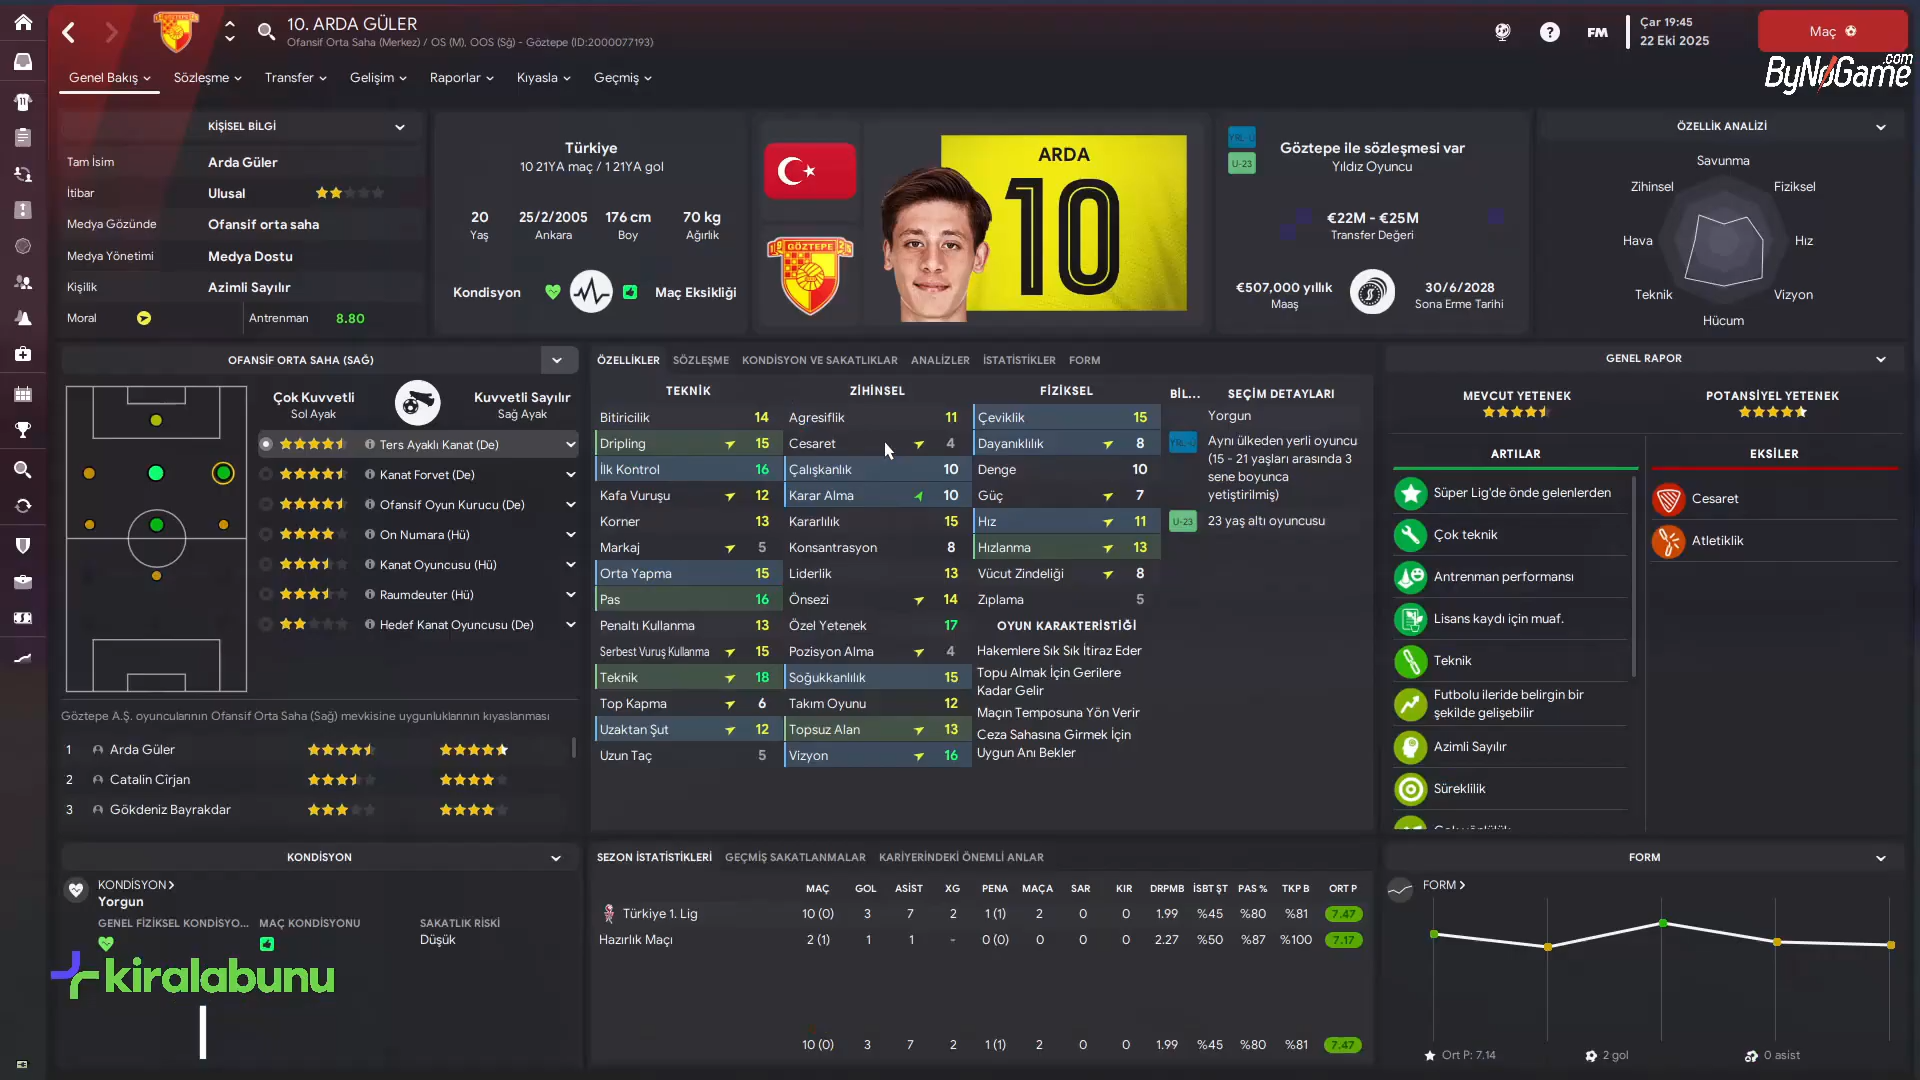 10. ARDA GÜLER
Ofansif Orta Saha (Merkez) / OS (M), OOS (Sğ) - Göztepe (ID:2000077193)
FM
Çar 19:45
22 Eki 2025
Maç
ByNoGame.com
Genel Bakış
Sözleşme
Transfer
Gelişim
Raporlar
Kıyasla
Geçmiş
KİŞİSEL BİLGİ
Tam İsim Arda Güler
İtibar Ulusal
Medya Gözünde Ofansif orta saha
Medya Yönetimi Medya Dostu
Kişilik Azimli Sayılır
Moral
Antrenman 8.80
Türkiye
10 21YA maç / 1 21YA gol
20 25/2/2005 176 cm 70 kg
Yaş Ankara Boy Ağırlık
Kondisyon Maç Eksikliği
GÖZTEPE
ARDA
10
YRL-U
U-23
Göztepe ile sözleşmesi var
Yıldız Oyuncu
€22M - €25M
Transfer Değeri
€507,000 yıllık
Maaş
30/6/2028
Sona Erme Tarihi
ÖZELLİK ANALİZİ
Savunma
Zihinsel Fiziksel
Hava Hız
Teknik Vizyon
Hücum
OFANSİF ORTA SAHA (SAĞ)
Çok Kuvvetli
Sol Ayak
Kuvvetli Sayılır
Sağ Ayak
Ters Ayaklı Kanat (De)
Kanat Forvet (De)
Ofansif Oyun Kurucu (De)
On Numara (Hü)
Kanat Oyuncusu (Hü)
Raumdeuter (Hü)
Hedef Kanat Oyuncusu (De)
Göztepe A.Ş. oyuncularının Ofansif Orta Saha (Sağ) mevkisine uygunluklarının kıyaslanması
1 Arda Güler
2 Catalin Cîrjan
3 Gökdeniz Bayrakdar
ÖZELLİKLER
SÖZLEŞME
KONDİSYON VE SAKATLIKLAR
ANALİZLER
İSTATİSTİKLER
FORM
TEKNİK
Bitiricilik 14
Dripling 15
İlk Kontrol 16
Kafa Vuruşu 12
Korner 13
Markaj 5
Orta Yapma 15
Pas 16
Penaltı Kullanma 13
Serbest Vuruş Kullanma 15
Teknik 18
Top Kapma 6
Uzaktan Şut 12
Uzun Taç 5
ZİHİNSEL
Agresiflik 11
Cesaret 4
Çalışkanlık 10
Karar Alma 10
Kararlılık 15
Konsantrasyon 8
Liderlik 13
Önsezi 14
Özel Yetenek 17
Pozisyon Alma 4
Soğukkanlılık 15
Takım Oyunu 12
Topsuz Alan 13
Vizyon 16
FİZİKSEL
Çeviklik 15
Dayanıklılık 8
Denge 10
Güç 7
Hız 11
Hızlanma 13
Vücut Zindeliği 8
Zıplama 5
OYUN KARAKTERİSTİĞİ
Hakemlere Sık Sık İtiraz Eder
Topu Almak İçin Gerilere
Kadar Gelir
Maçın Temposuna Yön Verir
Ceza Sahasına Girmek İçin
Uygun Anı Bekler
BİL... SEÇİM DETAYLARI
Yorgun
YRL-U
Aynı ülkeden yerli oyuncu
(15 - 21 yaşları arasında 3
sene boyunca
yetiştirilmiş)
U-23 23 yaş altı oyuncusu
GENEL RAPOR
MEVCUT YETENEK
POTANSİYEL YETENEK
ARTILAR
Süper Lig'de önde gelenlerden
Çok teknik
Antrenman performansı
Lisans kaydı için muaf.
Teknik
Futbolu ileride belirgin bir
şekilde gelişebilir
Azimli Sayılır
Süreklilik
EKSİLER
Cesaret
Atletiklik
KONDİSYON
KONDİSYON
Yorgun
GENEL FİZİKSEL KONDİSYO...
MAÇ KONDİSYONU
SAKATLIK RİSKİ
Düşük
kiralabunu
SEZON İSTATİSTİKLERİ
GEÇMİŞ SAKATLANMALAR
KARİYERİNDEKİ ÖNEMLİ ANLAR
MAÇ GOL ASİST XG PENA MAÇA SAR KIR DRPMB İSBT ŞT PAS % TKP B ORT P
Türkiye 1. Lig 10 (0) 3 7 2 1 (1) 2 0 0 1.99 %45 %80 %81 7.47
Hazırlık Maçı 2 (1) 1 1 - 0 (0) 0 0 0 2.27 %50 %87 %100 7.17
10 (0) 3 7 2 1 (1) 2 0 0 1.99 %45 %80 %81 7.47
FORM
FORM
Ort P: 7.14
2 gol
0 asist